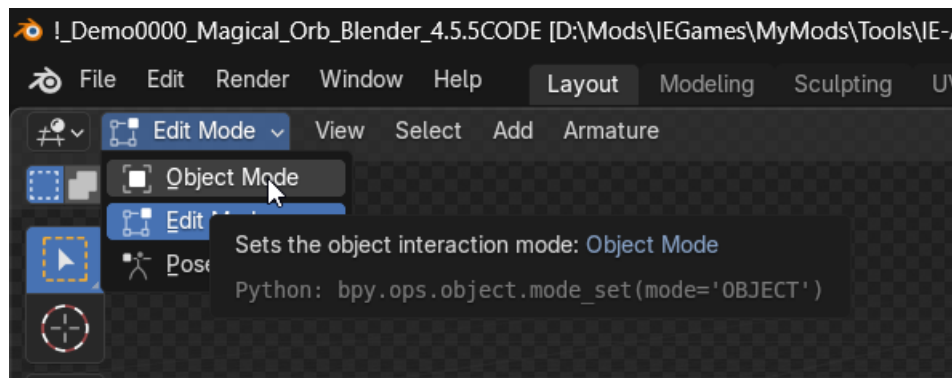 !_Demo0000_Magical_Orb_Blender_4.5.5CODE [D:\Mods\IEGames\MyMods\Tools\IE-
File Edit Render Window Help Layout Modeling Sculpting
Edit Mode View Select Add Armature
Object Mode
Edit
Sets the object interaction mode: Object Mode
Pose
Python: bpy.ops.object.mode_set(mode='OBJECT')